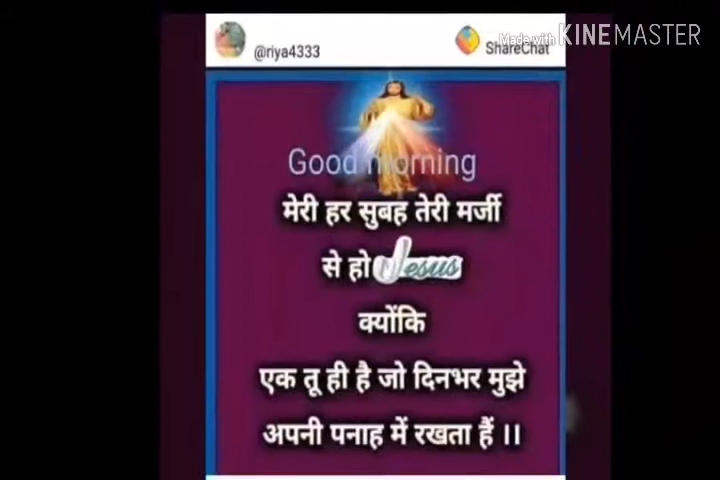 @riya4333
ShareChat
Made with KINEMASTER
Good morning
मेरी हर सुबह तेरी मर्जी
से हो Jesus
क्योंकि
एक तू ही है जो दिनभर मुझे
अपनी पनाह में रखता हैं ।।